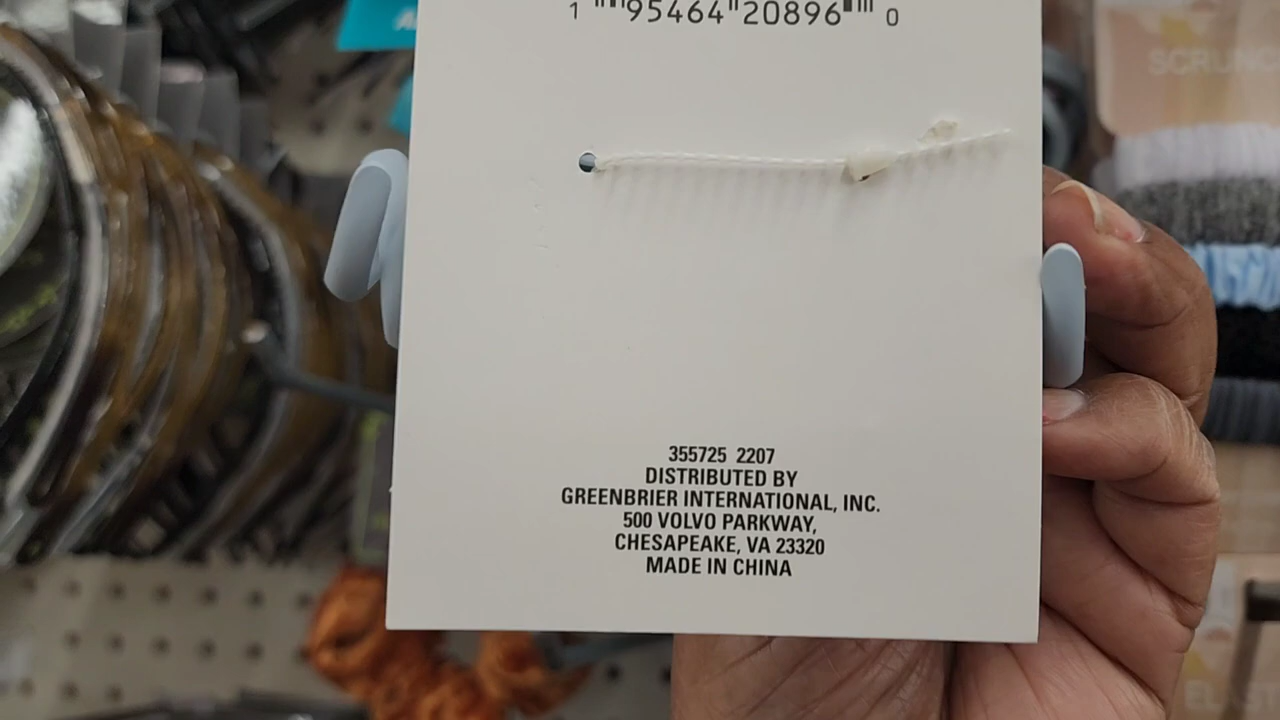 1 95464 20896 0
SCRUNC
355725 2207
DISTRIBUTED BY
GREENBRIER INTERNATIONAL, INC.
500 VOLVO PARKWAY,
CHESAPEAKE, VA 23320
MADE IN CHINA